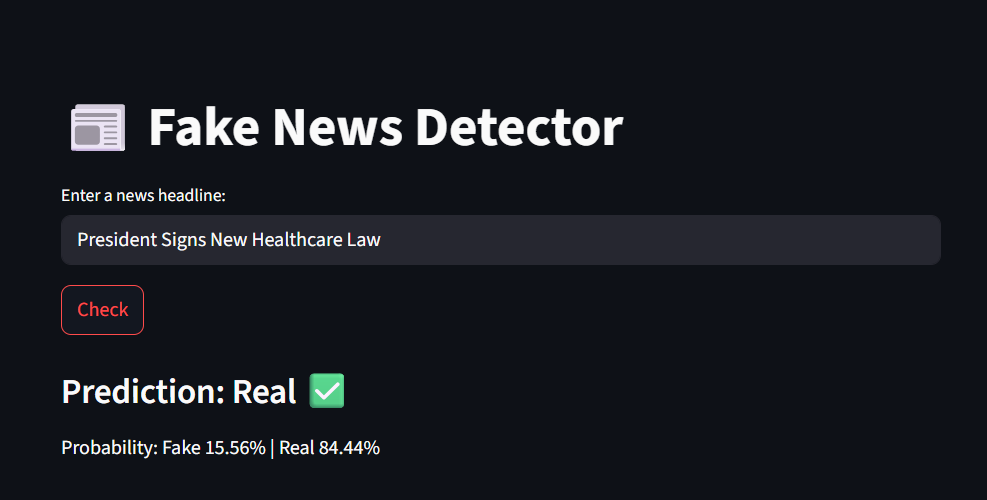 Fake News Detector
Enter a news headline:
President Signs New Healthcare Law
Check
Prediction: Real ✅
Probability: Fake 15.56% | Real 84.44%